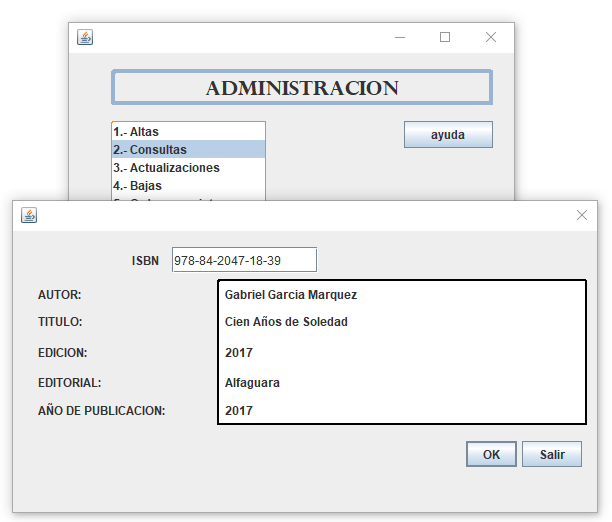 ADMINISTRACION
1.- Altas
2.- Consultas
ayuda
3.- Actualizaciones
4.- Bajas
ISBN 978-84-2047-18-39
AUTOR: Gabriel Garcia Marquez
TITULO: Cien Años de Soledad
EDICION: 2017
EDITORIAL: Alfaguara
AÑO DE PUBLICACION: 2017
OK Salir